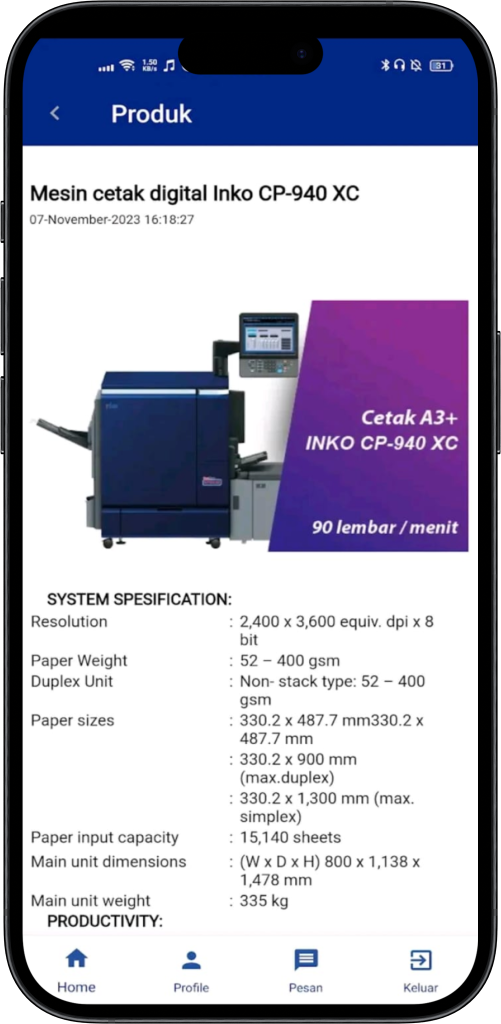 1.50
KB/s
31
Produk
Mesin cetak digital Inko CP-940 XC
07-November-2023 16:18:27
Cetak A3+
INKO CP-940 XC
90 lembar / menit
SYSTEM SPESIFICATION:
Resolution : 2,400 x 3,600 equiv. dpi x 8
bit
Paper Weight : 52 – 400 gsm
Duplex Unit : Non- stack type: 52 – 400
gsm
Paper sizes : 330.2 x 487.7 mm330.2 x
487.7 mm
: 330.2 x 900 mm
(max.duplex)
: 330.2 x 1,300 mm (max.
simplex)
Paper input capacity : 15,140 sheets
Main unit dimensions : (W x D x H) 800 x 1,138 x
1,478 mm
Main unit weight : 335 kg
PRODUCTIVITY:
Home Profile Pesan Keluar